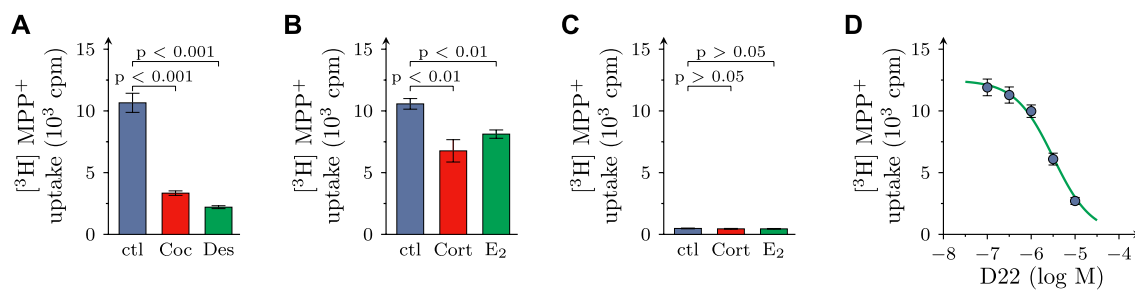 A
[³H] MPP⁺
uptake (10³ cpm)
15
10
5
0
p < 0.001
p < 0.001
ctl Coc Des
B
[³H] MPP⁺
uptake (10³ cpm)
15
10
5
0
p < 0.01
p < 0.01
ctl Cort E₂
C
[³H] MPP⁺
uptake (10³ cpm)
15
10
5
0
p > 0.05
p > 0.05
ctl Cort E₂
D
[³H] MPP⁺
uptake (10³ cpm)
15
10
5
0
−8 −7 −6 −5 −4
D22 (log M)